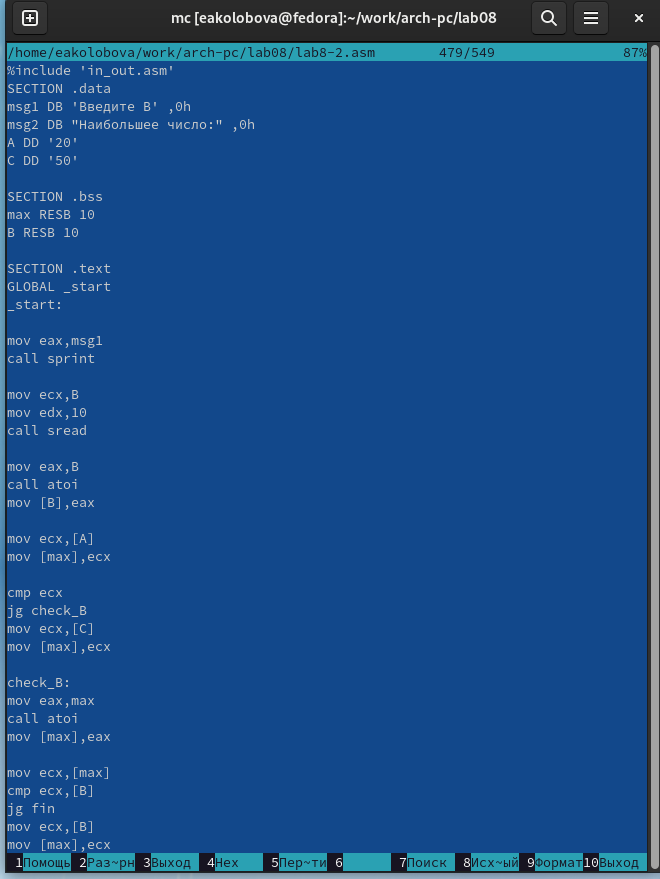 mc [eakolobova@fedora]:~/work/arch-pc/lab08
/home/eakolobova/work/arch-pc/lab08/lab8-2.asm 479/549 87%
%include 'in_out.asm'
SECTION .data
msg1 DB 'Введите B' ,0h
msg2 DB "Наибольшее число:" ,0h
A DD '20'
C DD '50'
SECTION .bss
max RESB 10
B RESB 10
SECTION .text
GLOBAL _start
_start:
mov eax,msg1
call sprint
mov ecx,B
mov edx,10
call sread
mov eax,B
call atoi
mov [B],eax
mov ecx,[A]
mov [max],ecx
cmp ecx
jg check_B
mov ecx,[C]
mov [max],ecx
check_B:
mov eax,max
call atoi
mov [max],eax
mov ecx,[max]
cmp ecx,[B]
jg fin
mov ecx,[B]
mov [max],ecx
1Помощь 2Раз~рн 3Выход 4Hex 5Пер~ти 6 7Поиск 8Исх~ый 9Формат 10Выход